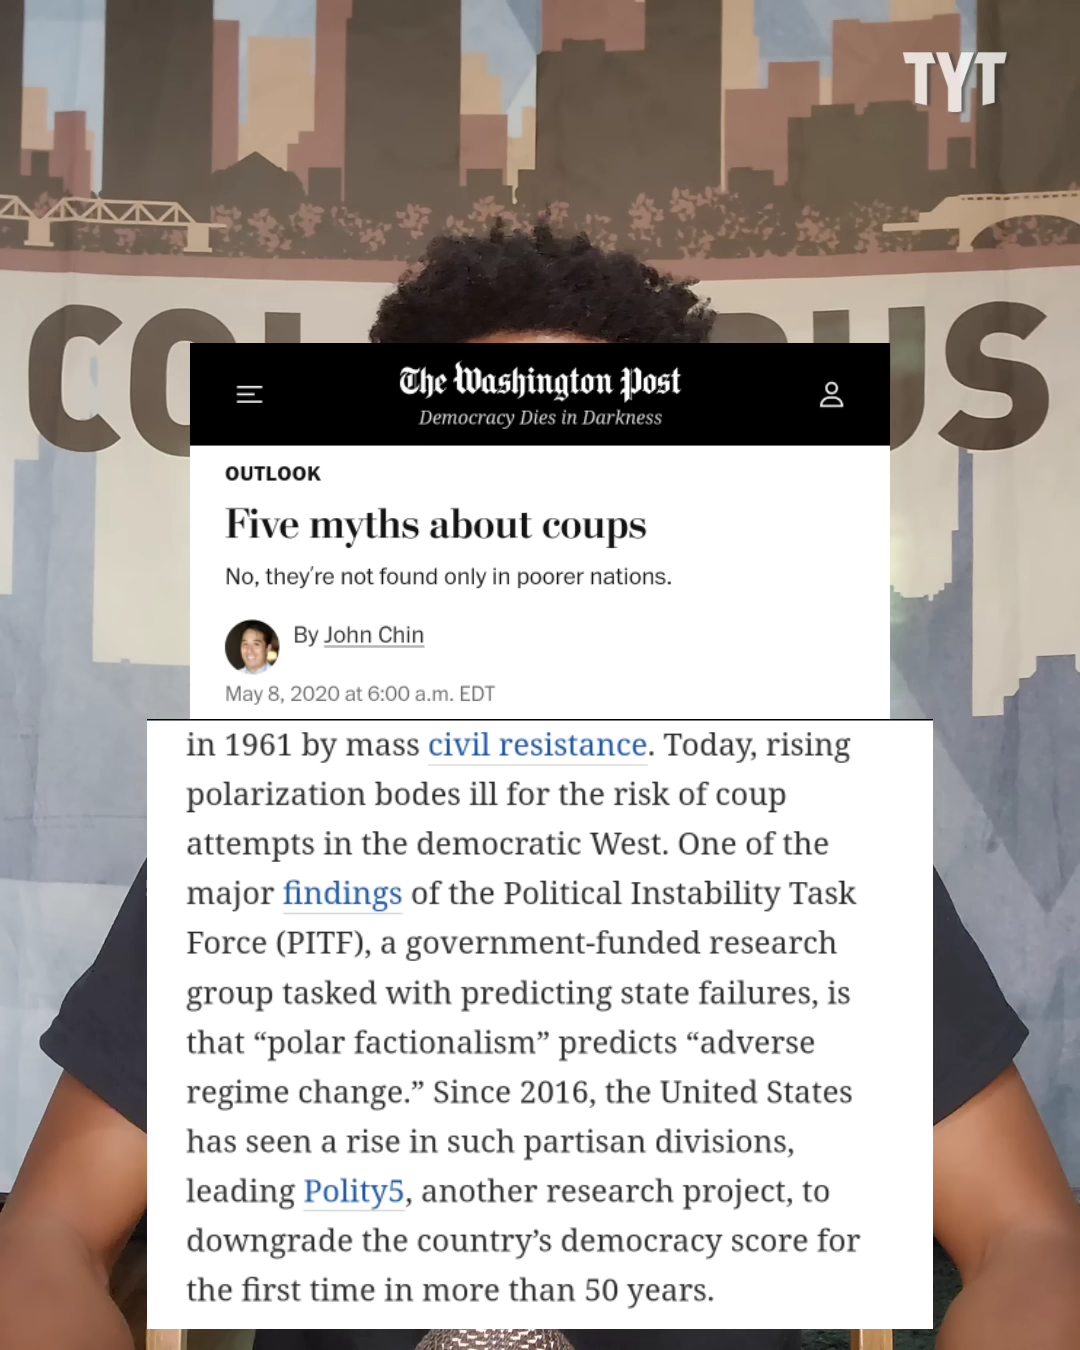 TYT
CO US
The Washington Post
Democracy Dies in Darkness
OUTLOOK
Five myths about coups
No, they're not found only in poorer nations.
By John Chin
May 8, 2020 at 6:00 a.m. EDT
in 1961 by mass civil resistance. Today, rising
polarization bodes ill for the risk of coup
attempts in the democratic West. One of the
major findings of the Political Instability Task
Force (PITF), a government-funded research
group tasked with predicting state failures, is
that “polar factionalism” predicts “adverse
regime change.” Since 2016, the United States
has seen a rise in such partisan divisions,
leading Polity5, another research project, to
downgrade the country’s democracy score for
the first time in more than 50 years.